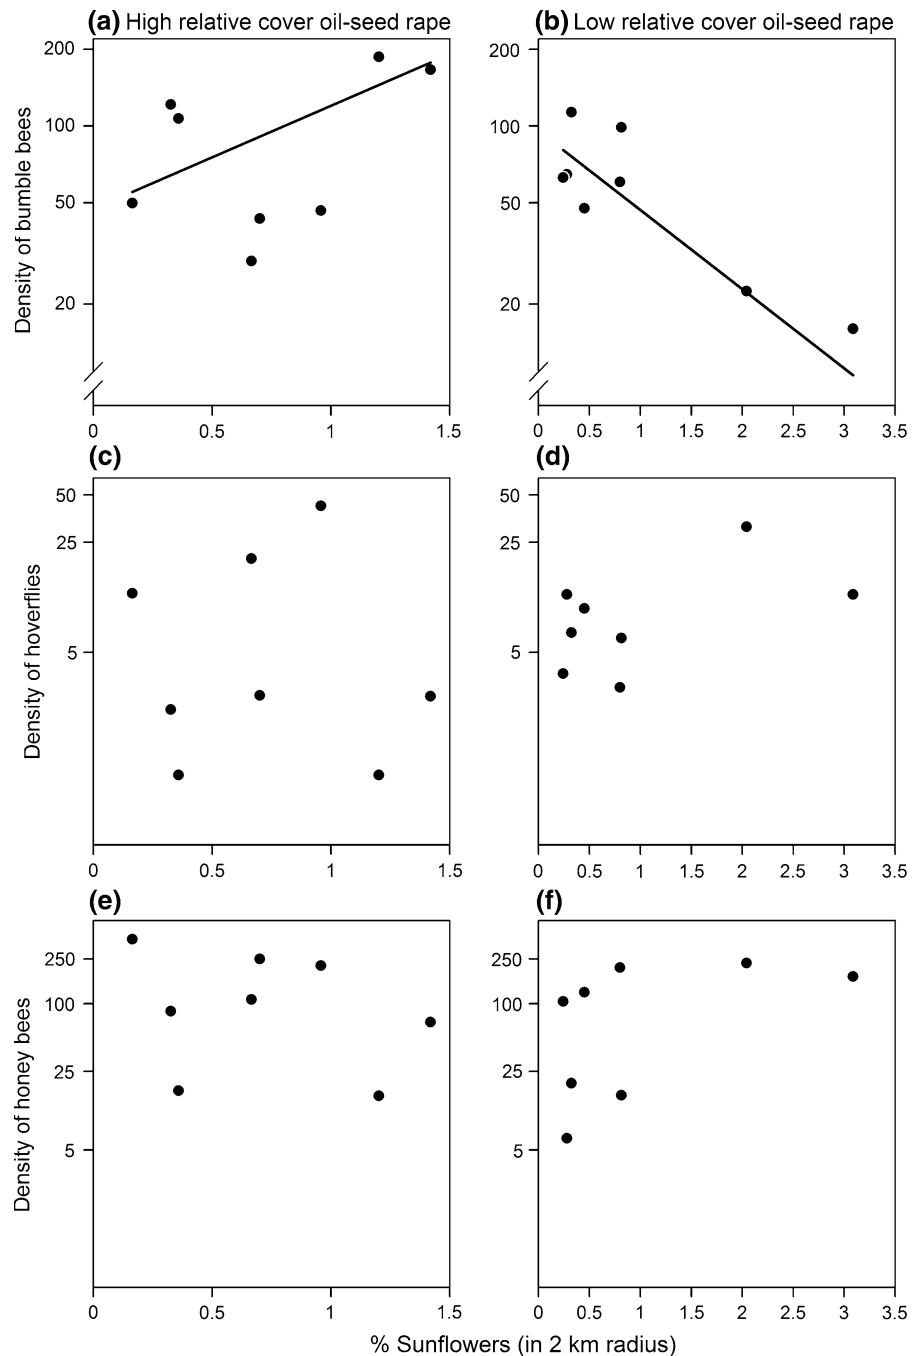 (a) High relative cover oil-seed rape
(b) Low relative cover oil-seed rape
Density of bumble bees
200
100
50
20
0 0.5 1 1.5
200
100
50
20
0 0.5 1 1.5 2 2.5 3 3.5
(c)
(d)
Density of hoverflies
50
25
5
0 0.5 1 1.5
50
25
5
0 0.5 1 1.5 2 2.5 3 3.5
(e)
(f)
Density of honey bees
250
100
25
5
0 0.5 1 1.5
250
100
25
5
0 0.5 1 1.5 2 2.5 3 3.5
% Sunflowers (in 2 km radius)